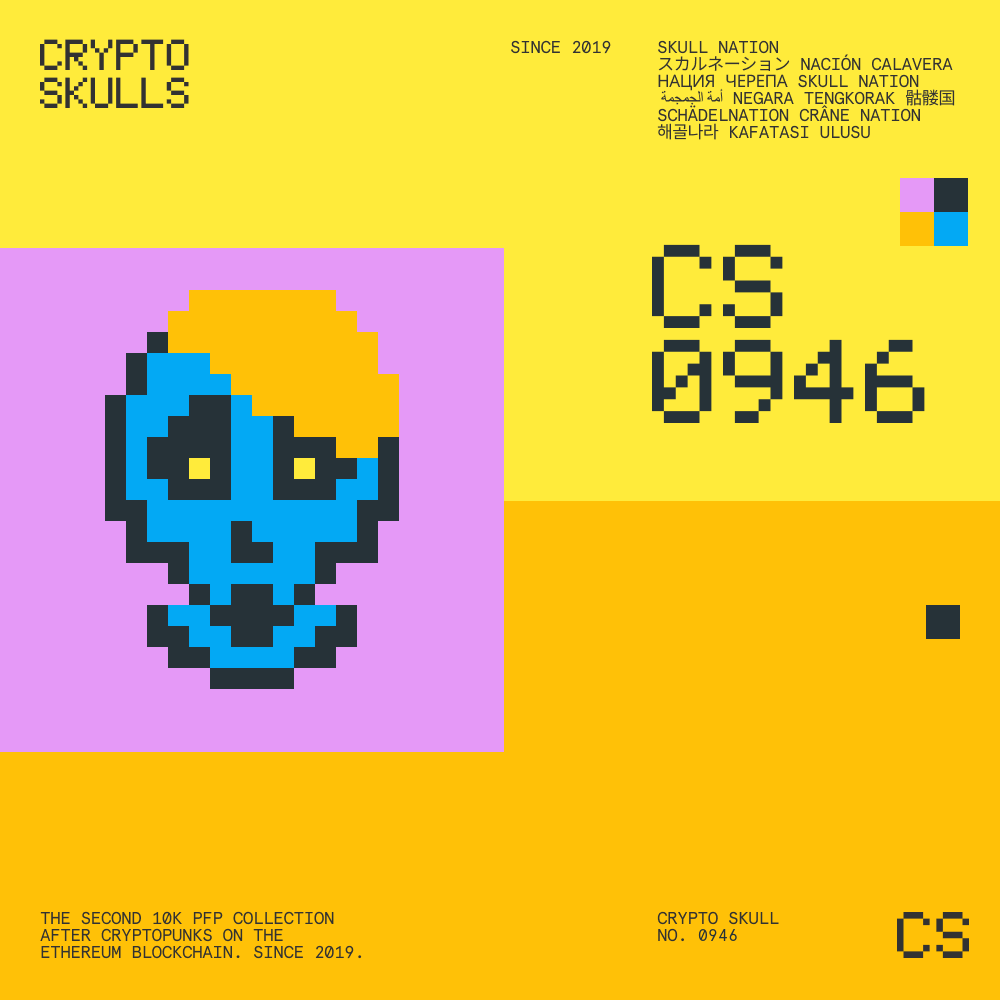 CRYPTO
SKULLS
SINCE 2019
SKULL NATION
スカルネーション NACIÓN CALAVERA
НАЦИЯ ЧЕРЕПА SKULL NATION
أمة الجمجمة NEGARA TENGKORAK 骷髅国
SCHÄDELNATION CRÂNE NATION
해골나라 KAFATASI ULUSU
CS
0946
THE SECOND 10K PFP COLLECTION
AFTER CRYPTOPUNKS ON THE
ETHEREUM BLOCKCHAIN. SINCE 2019.
CRYPTO SKULL
NO. 0946
CS